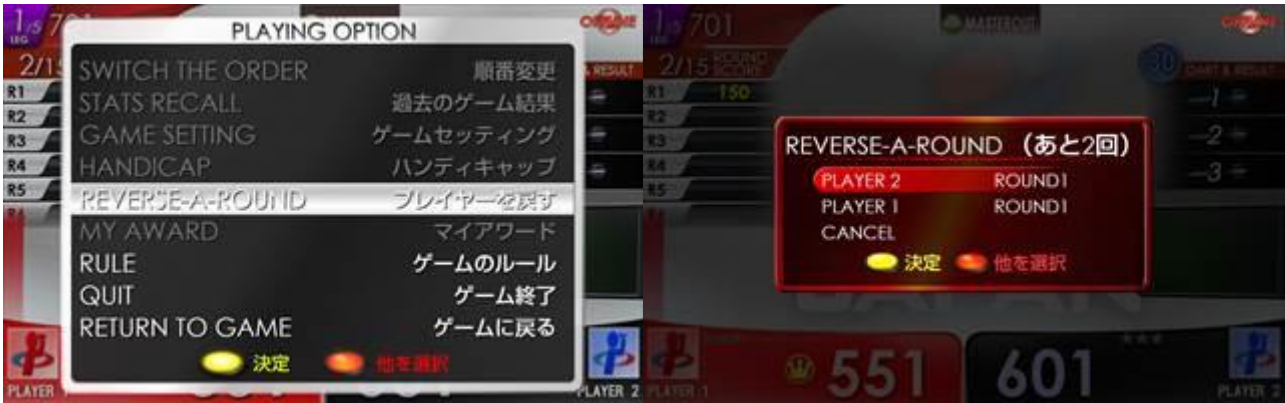 1/5 7
LEG
PLAYING OPTION
2/15
R1
R2
R3
R4
R5
SWITCH THE ORDER 順番変更
STATS RECALL 過去のゲーム結果
GAME SETTING ゲームセッティング
HANDICAP ハンディキャップ
REVERSE-A-ROUND プレイヤーを戻す
MY AWARD マイアワード
RULE ゲームのルール
QUIT ゲーム終了
RETURN TO GAME ゲームに戻る
決定 他を選択
PLAYER
PLAYER 2
1/5 701
LEG
MASTEROUT
2/15 ROUND SCORE
R1 150
R2
R3
R4
R5
1
2
3
REVERSE-A-ROUND (あと2回)
PLAYER 2 ROUND1
PLAYER 1 ROUND1
CANCEL
決定 他を選択
551 601
PLAYER 1
PLAYER 2